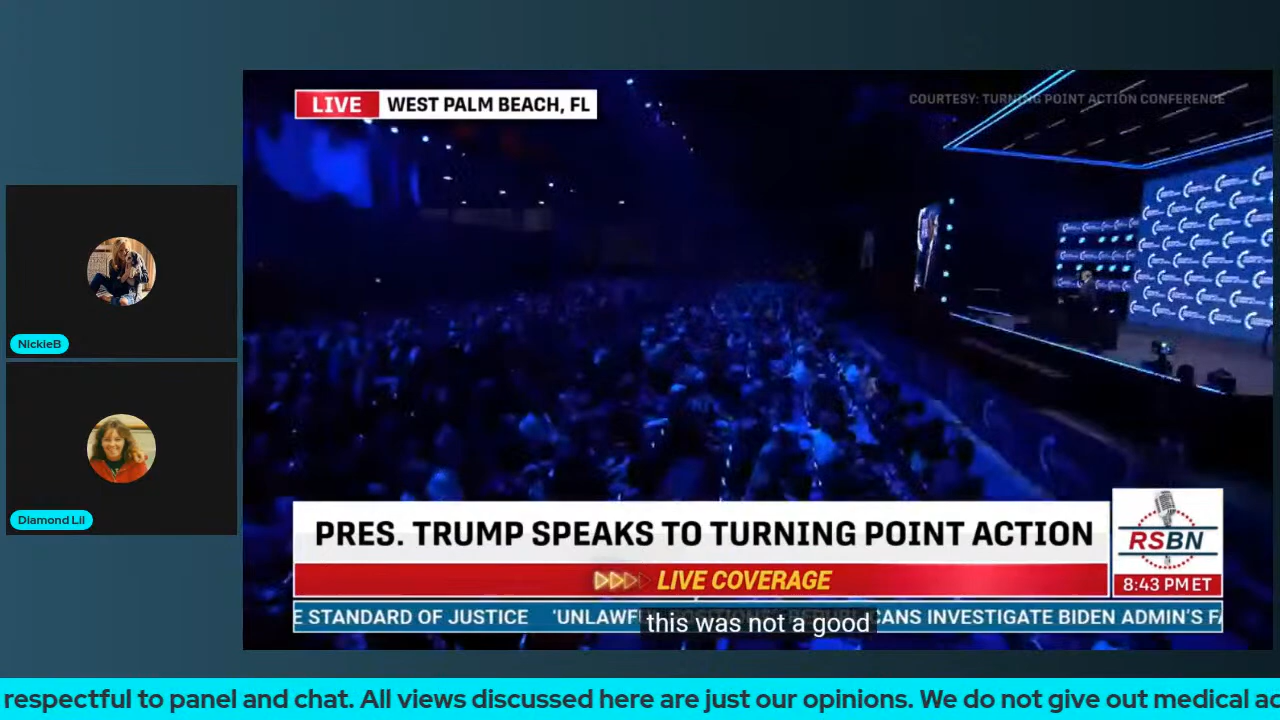 LIVE WEST PALM BEACH, FL
COURTESY: TURNING POINT ACTION CONFERENCE
NickieB
Diamond Lil
PRES. TRUMP SPEAKS TO TURNING POINT ACTION
RSBN
LIVE COVERAGE
8:43 PM ET
E STANDARD OF JUSTICE 'UNLAWF CANS INVESTIGATE BIDEN ADMIN'S FA
this was not a good
respectful to panel and chat. All views discussed here are just our opinions. We do not give out medical ad